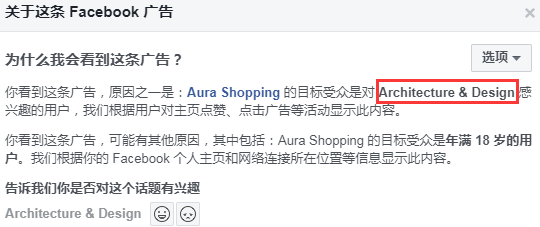 关于这条 Facebook 广告
为什么我会看到这条广告？
选项
你看到这条广告，原因之一是：Aura Shopping 的目标受众是对 Architecture & Design 感
兴趣的用户，我们根据用户对主页点赞、点击广告等活动显示此内容。
你看到这条广告，可能有其他原因，其中包括：Aura Shopping 的目标受众是年满 18 岁的用
户。我们根据你的 Facebook 个人主页和网络连接所在位置等信息显示此内容。
告诉我们你是否对这个话题有兴趣
Architecture & Design